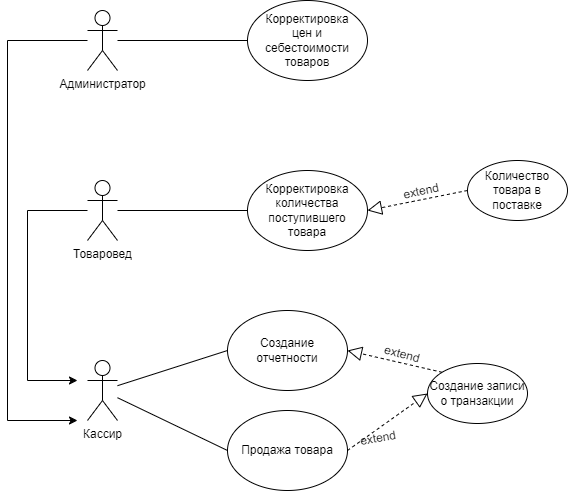 Корректировка
цен и
себестоимости
товаров
Администратор
Корректировка
количества
поступившего
товара
extend
Количество
товара в
поставке
Товаровед
Создание
отчетности
extend
Создание записи
о транзакции
Кассир
Продажа товара
extend